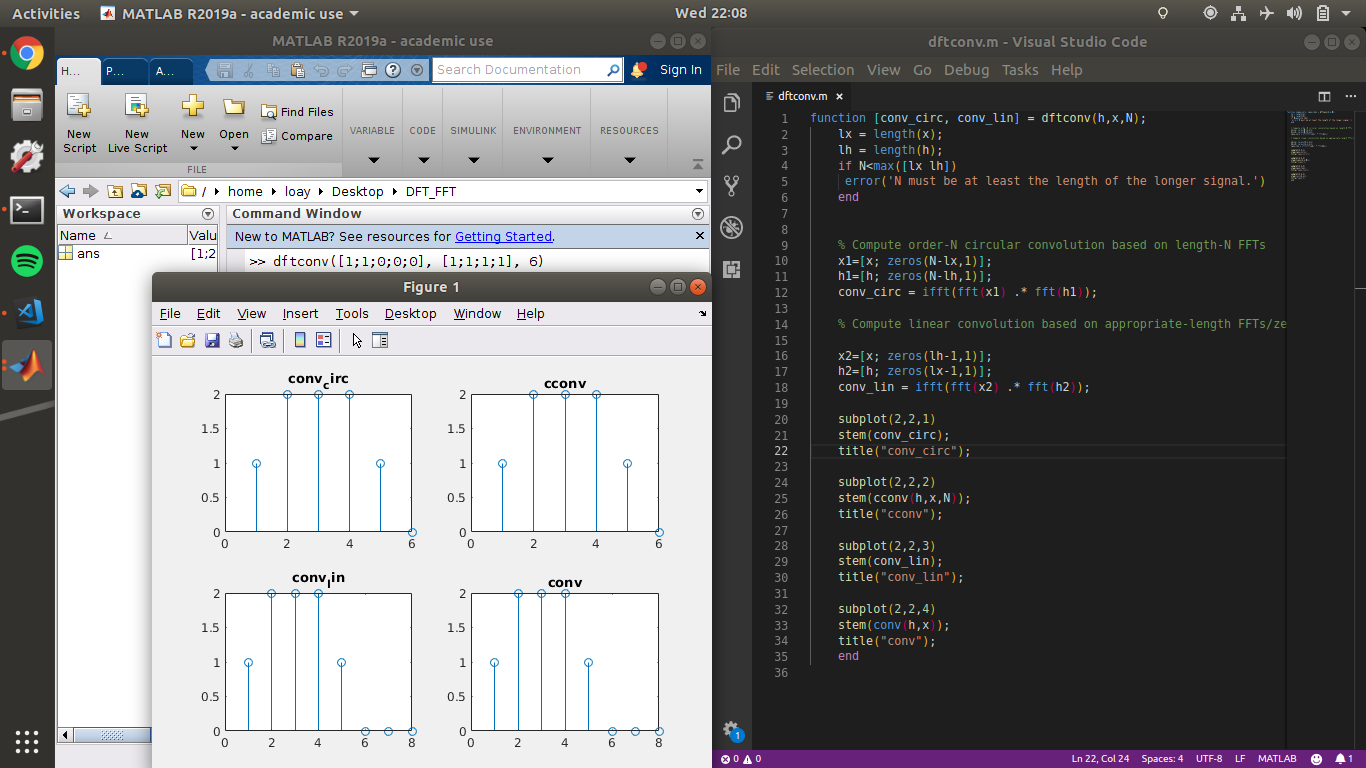 Activities
MATLAB R2019a - academic use
Wed 22:08
MATLAB R2019a - academic use
H...
P...
A...
Search Documentation
Sign In
New Script
New Live Script
New
Open
Find Files
Compare
VARIABLE
CODE
SIMULINK
ENVIRONMENT
RESOURCES
FILE
/ home loay Desktop DFT_FFT
Workspace
Name
Valu
ans
[1;2
Command Window
New to MATLAB? See resources for Getting Started.
>> dftconv([1;1;0;0;0], [1;1;1;1], 6)
Figure 1
File Edit View Insert Tools Desktop Window Help
conv_circ
2
1.5
1
0.5
0
0 2 4 6
cconv
2
1.5
1
0.5
0
0 2 4 6
conv_lin
2
1.5
1
0.5
0
0 2 4 6 8
conv
2
1.5
1
0.5
0
0 2 4 6 8
dftconv.m - Visual Studio Code
File Edit Selection View Go Debug Tasks Help
dftconv.m
1 function [conv_circ, conv_lin] = dftconv(h,x,N);
2 lx = length(x);
3 lh = length(h);
4 if N<max([lx lh])
5 error('N must be at least the length of the longer signal.')
6 end
7
8
9 % Compute order-N circular convolution based on length-N FFTs
10 x1=[x; zeros(N-lx,1)];
11 h1=[h; zeros(N-lh,1)];
12 conv_circ = ifft(fft(x1) .* fft(h1));
13
14 % Compute linear convolution based on appropriate-length FFTs/ze
15
16 x2=[x; zeros(lh-1,1)];
17 h2=[h; zeros(lx-1,1)];
18 conv_lin = ifft(fft(x2) .* fft(h2));
19
20 subplot(2,2,1)
21 stem(conv_circ);
22 title("conv_circ");
23
24 subplot(2,2,2)
25 stem(cconv(h,x,N));
26 title("cconv");
27
28 subplot(2,2,3)
29 stem(conv_lin);
30 title("conv_lin");
31
32 subplot(2,2,4)
33 stem(conv(h,x));
34 title("conv");
35 end
36
1
0 0
Ln 22, Col 24 Spaces: 4 UTF-8 LF MATLAB 1